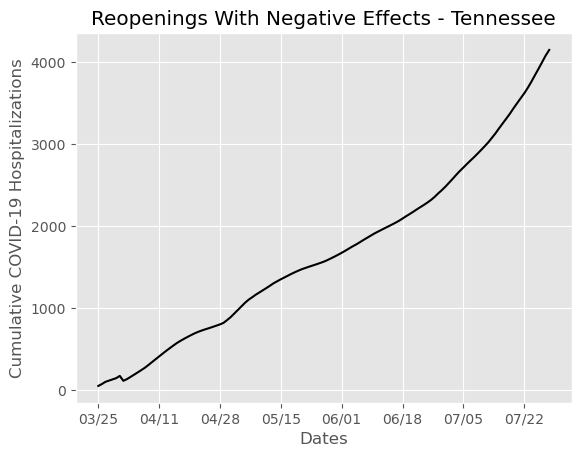 Reopenings With Negative Effects - Tennessee
Cumulative COVID-19 Hospitalizations
4000
3000
2000
1000
0
03/25 04/11 04/28 05/15 06/01 06/18 07/05 07/22
Dates